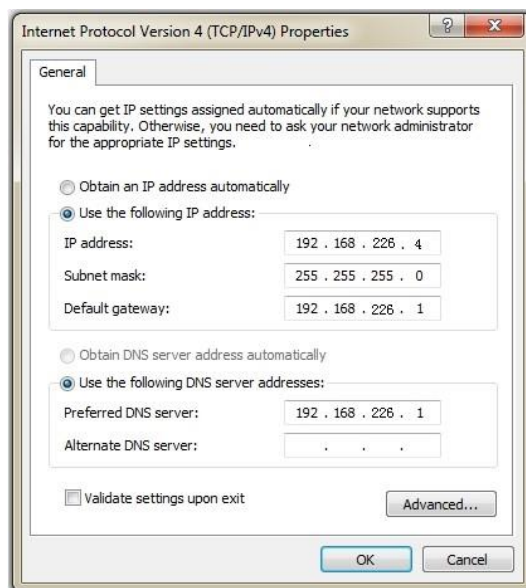 Internet Protocol Version 4 (TCP/IPv4) Properties
General
You can get IP settings assigned automatically if your network supports
this capability. Otherwise, you need to ask your network administrator
for the appropriate IP settings.
Obtain an IP address automatically
Use the following IP address:
IP address: 192 . 168 . 226 . 4
Subnet mask: 255 . 255 . 255 . 0
Default gateway: 192 . 168 . 226 . 1
Obtain DNS server address automatically
Use the following DNS server addresses:
Preferred DNS server: 192 . 168 . 226 . 1
Alternate DNS server: . . .
Validate settings upon exit
Advanced...
OK Cancel